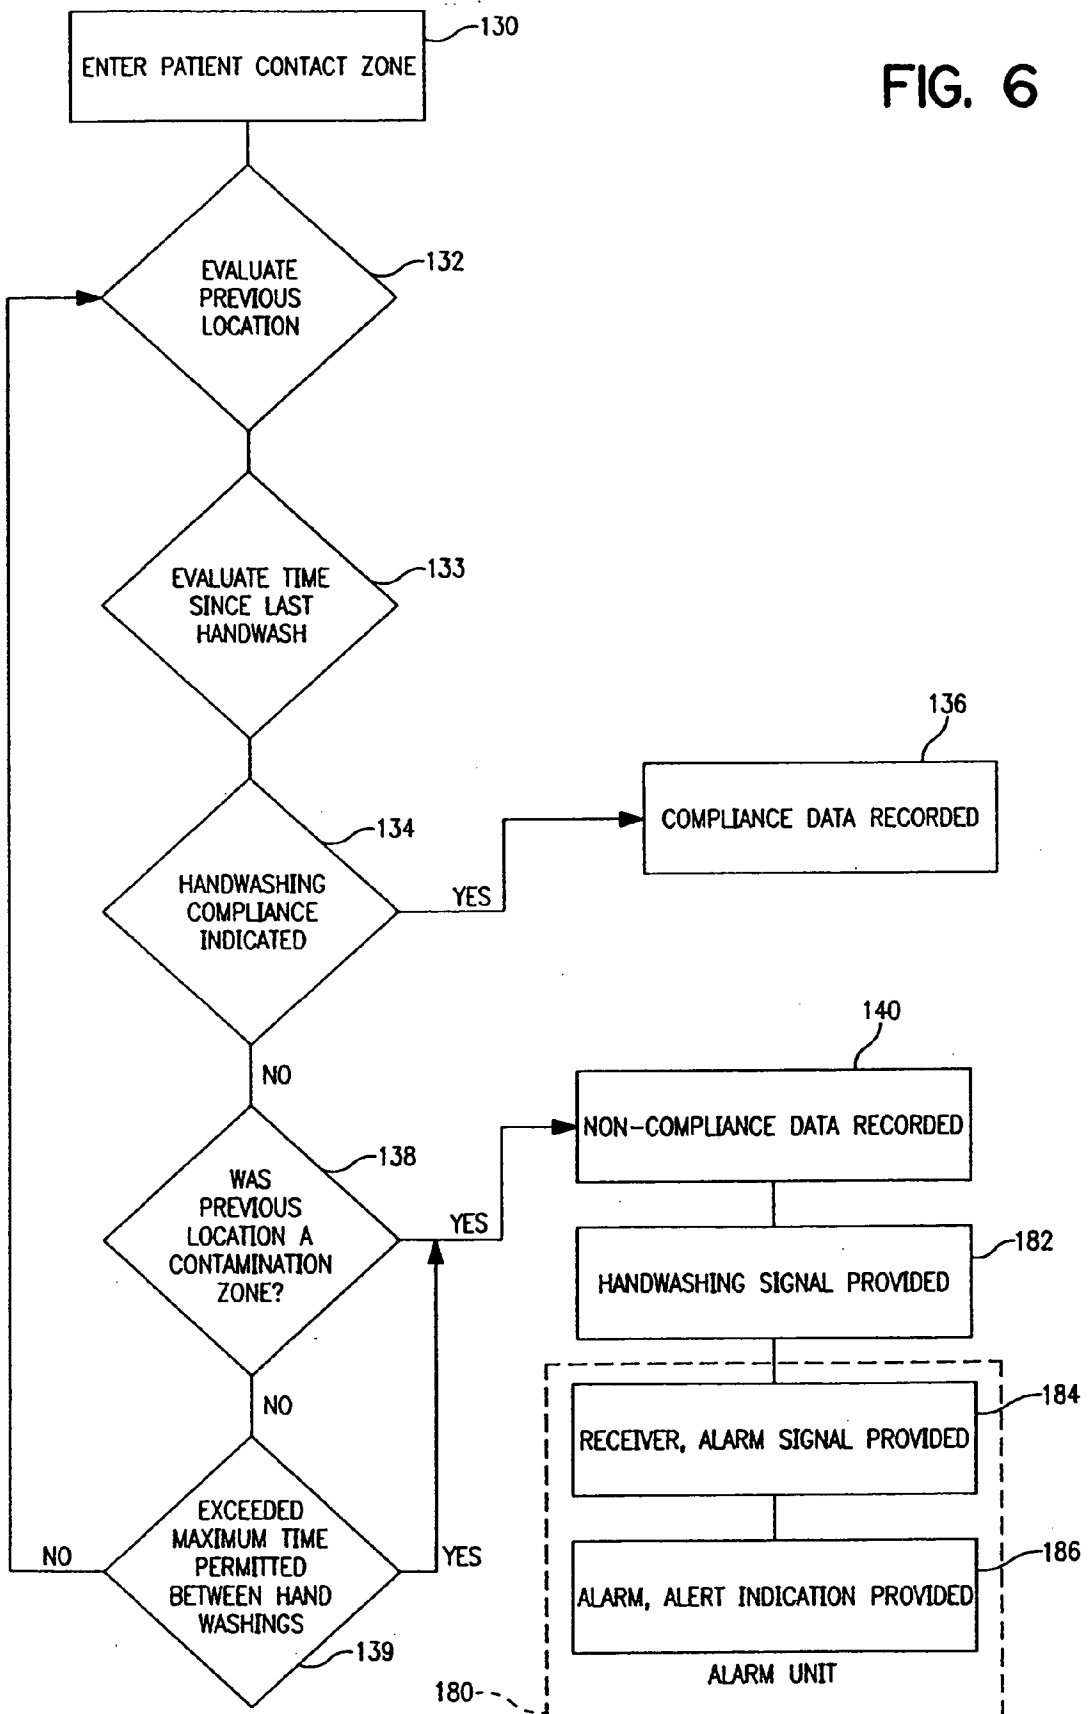 130
ENTER PATIENT CONTACT ZONE
FIG. 6
132
EVALUATE
PREVIOUS
LOCATION
133
EVALUATE TIME
SINCE LAST
HANDWASH
136
COMPLIANCE DATA RECORDED
134
HANDWASHING
COMPLIANCE
INDICATED
YES
NO
140
NON-COMPLIANCE DATA RECORDED
138
WAS
PREVIOUS
LOCATION A
CONTAMINATION
ZONE?
YES
182
HANDWASHING SIGNAL PROVIDED
NO
184
RECEIVER, ALARM SIGNAL PROVIDED
EXCEEDED
MAXIMUM TIME
PERMITTED
BETWEEN HAND
WASHINGS
NO
YES
139
186
ALARM, ALERT INDICATION PROVIDED
ALARM UNIT
180